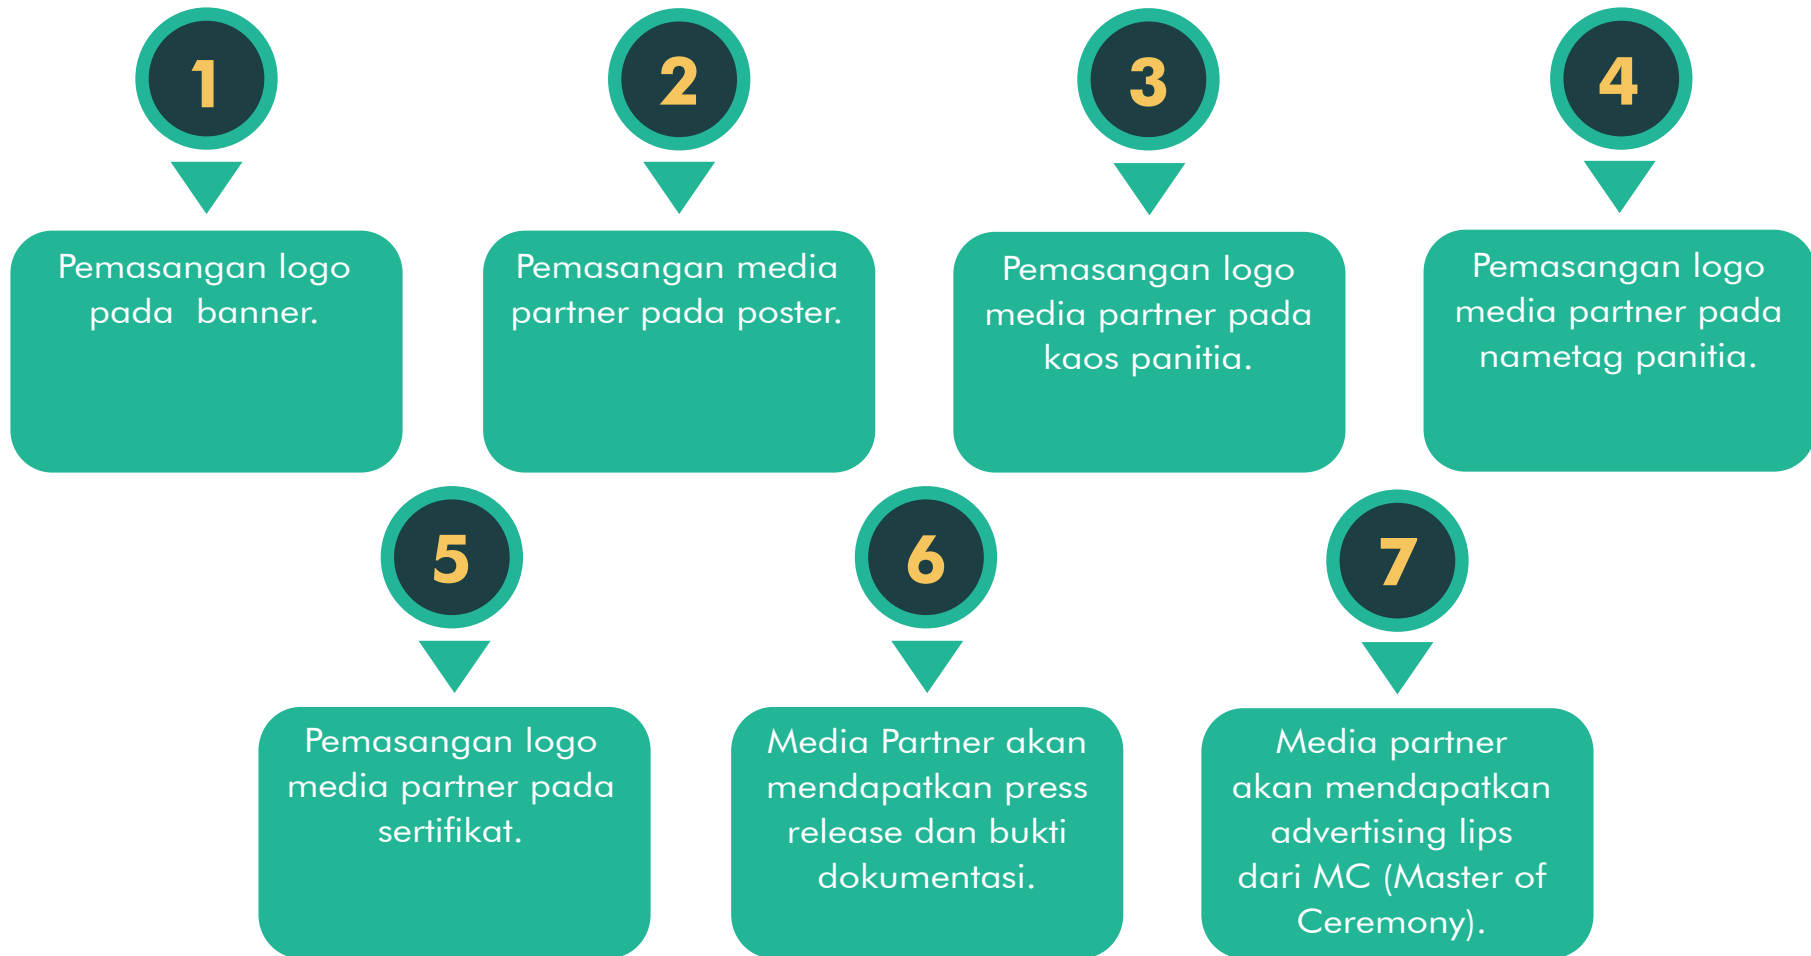 1
Pemasangan logo
pada banner.
2
Pemasangan media
partner pada poster.
3
Pemasangan logo
media partner pada
kaos panitia.
4
Pemasangan logo
media partner pada
nametag panitia.
5
Pemasangan logo
media partner pada
sertifikat.
6
Media Partner akan
mendapatkan press
release dan bukti
dokumentasi.
7
Media partner
akan mendapatkan
advertising lips
dari MC (Master of
Ceremony).